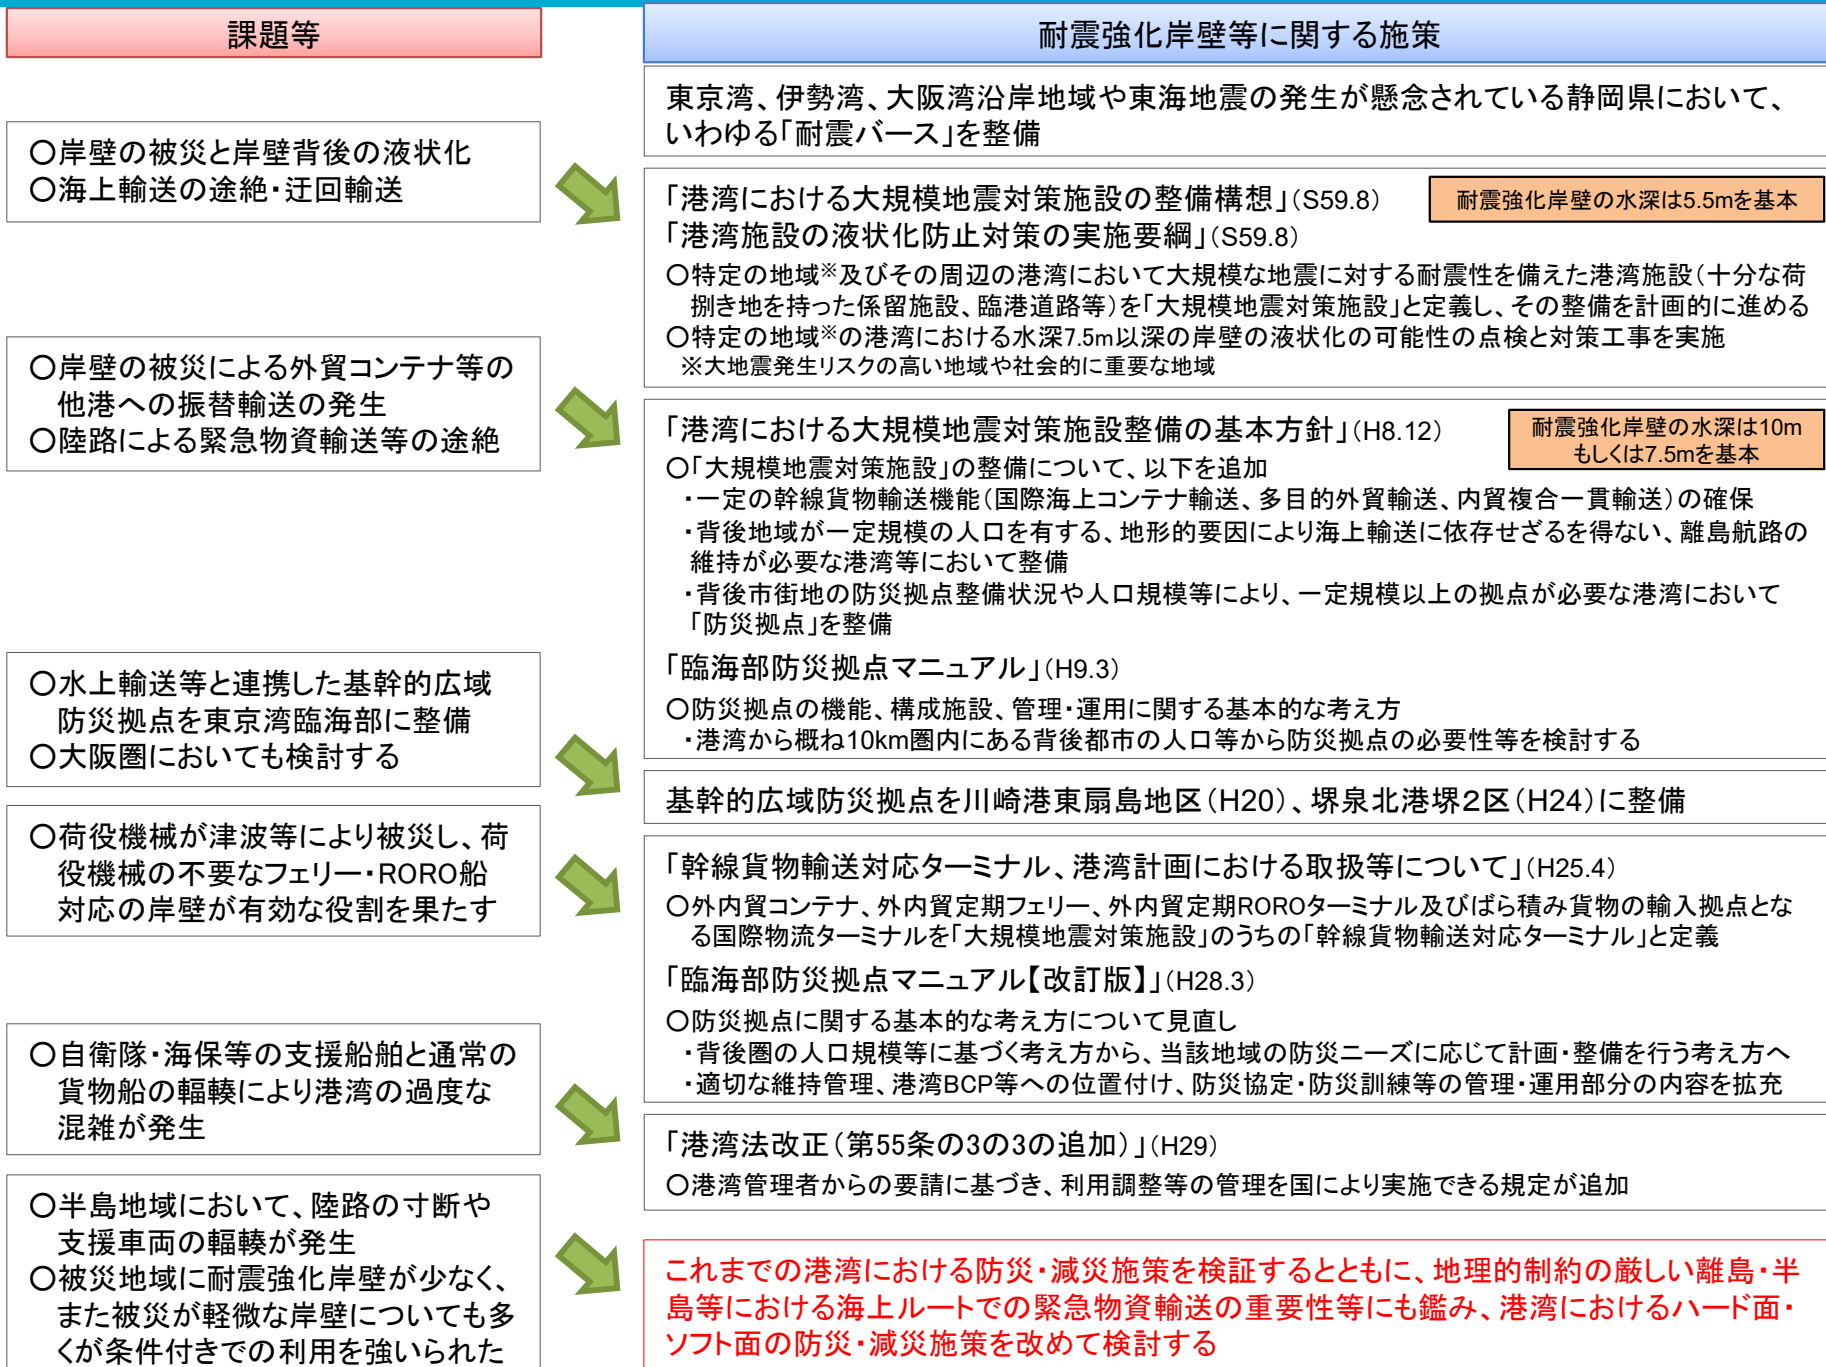 課題等
耐震強化岸壁等に関する施策
東京湾、伊勢湾、大阪湾沿岸地域や東海地震の発生が懸念されている静岡県において、
いわゆる「耐震バース」を整備
〇岸壁の被災と岸壁背後の液状化
〇海上輸送の途絶・迂回輸送
「港湾における大規模地震対策施設の整備構想」(S59.8)
耐震強化岸壁の水深は5.5mを基本
「港湾施設の液状化防止対策の実施要綱」(S59.8)
〇特定の地域※及びその周辺の港湾において大規模な地震に対する耐震性を備えた港湾施設(十分な荷
捌き地を持った係留施設、臨港道路等)を「大規模地震対策施設」と定義し、その整備を計画的に進める
〇特定の地域※の港湾における水深7.5m以深の岸壁の液状化の可能性の点検と対策工事を実施
※大地震発生リスクの高い地域や社会的に重要な地域
〇岸壁の被災による外貿コンテナ等の
他港への振替輸送の発生
〇陸路による緊急物資輸送等の途絶
「港湾における大規模地震対策施設整備の基本方針」(H8.12)
耐震強化岸壁の水深は10m
もしくは7.5mを基本
〇「大規模地震対策施設」の整備について、以下を追加
・一定の幹線貨物輸送機能(国際海上コンテナ輸送、多目的外貿輸送、内貿複合一貫輸送)の確保
・背後地域が一定規模の人口を有する、地形的要因により海上輸送に依存せざるを得ない、離島航路の
維持が必要な港湾等において整備
・背後市街地の防災拠点整備状況や人口規模等により、一定規模以上の拠点が必要な港湾において
「防災拠点」を整備
「臨海部防災拠点マニュアル」(H9.3)
〇防災拠点の機能、構成施設、管理・運用に関する基本的な考え方
・港湾から概ね10km圏内にある背後都市の人口等から防災拠点の必要性等を検討する
〇水上輸送等と連携した基幹的広域
防災拠点を東京湾臨海部に整備
〇大阪圏においても検討する
基幹的広域防災拠点を川崎港東扇島地区(H20)、堺泉北港堺2区(H24)に整備
〇荷役機械が津波等により被災し、荷
役機械の不要なフェリー・RORO船
対応の岸壁が有効な役割を果たす
「幹線貨物輸送対応ターミナル、港湾計画における取扱等について」(H25.4)
〇外内貿コンテナ、外内貿定期フェリー、外内貿定期ROROターミナル及びばら積み貨物の輸入拠点とな
る国際物流ターミナルを「大規模地震対策施設」のうちの「幹線貨物輸送対応ターミナル」と定義
「臨海部防災拠点マニュアル【改訂版】」(H28.3)
〇防災拠点に関する基本的な考え方について見直し
・背後圏の人口規模等に基づく考え方から、当該地域の防災ニーズに応じて計画・整備を行う考え方へ
・適切な維持管理、港湾BCP等への位置付け、防災協定・防災訓練等の管理・運用部分の内容を拡充
〇自衛隊・海保等の支援船舶と通常の
貨物船の輻輳により港湾の過度な
混雑が発生
「港湾法改正(第55条の3の3の追加)」(H29)
〇港湾管理者からの要請に基づき、利用調整等の管理を国により実施できる規定が追加
〇半島地域において、陸路の寸断や
支援車両の輻輳が発生
〇被災地域に耐震強化岸壁が少なく、
また被災が軽微な岸壁についても多
くが条件付きでの利用を強いられた
これまでの港湾における防災・減災施策を検証するとともに、地理的制約の厳しい離島・半
島等における海上ルートでの緊急物資輸送の重要性等にも鑑み、港湾におけるハード面・
ソフト面の防災・減災施策を改めて検討する